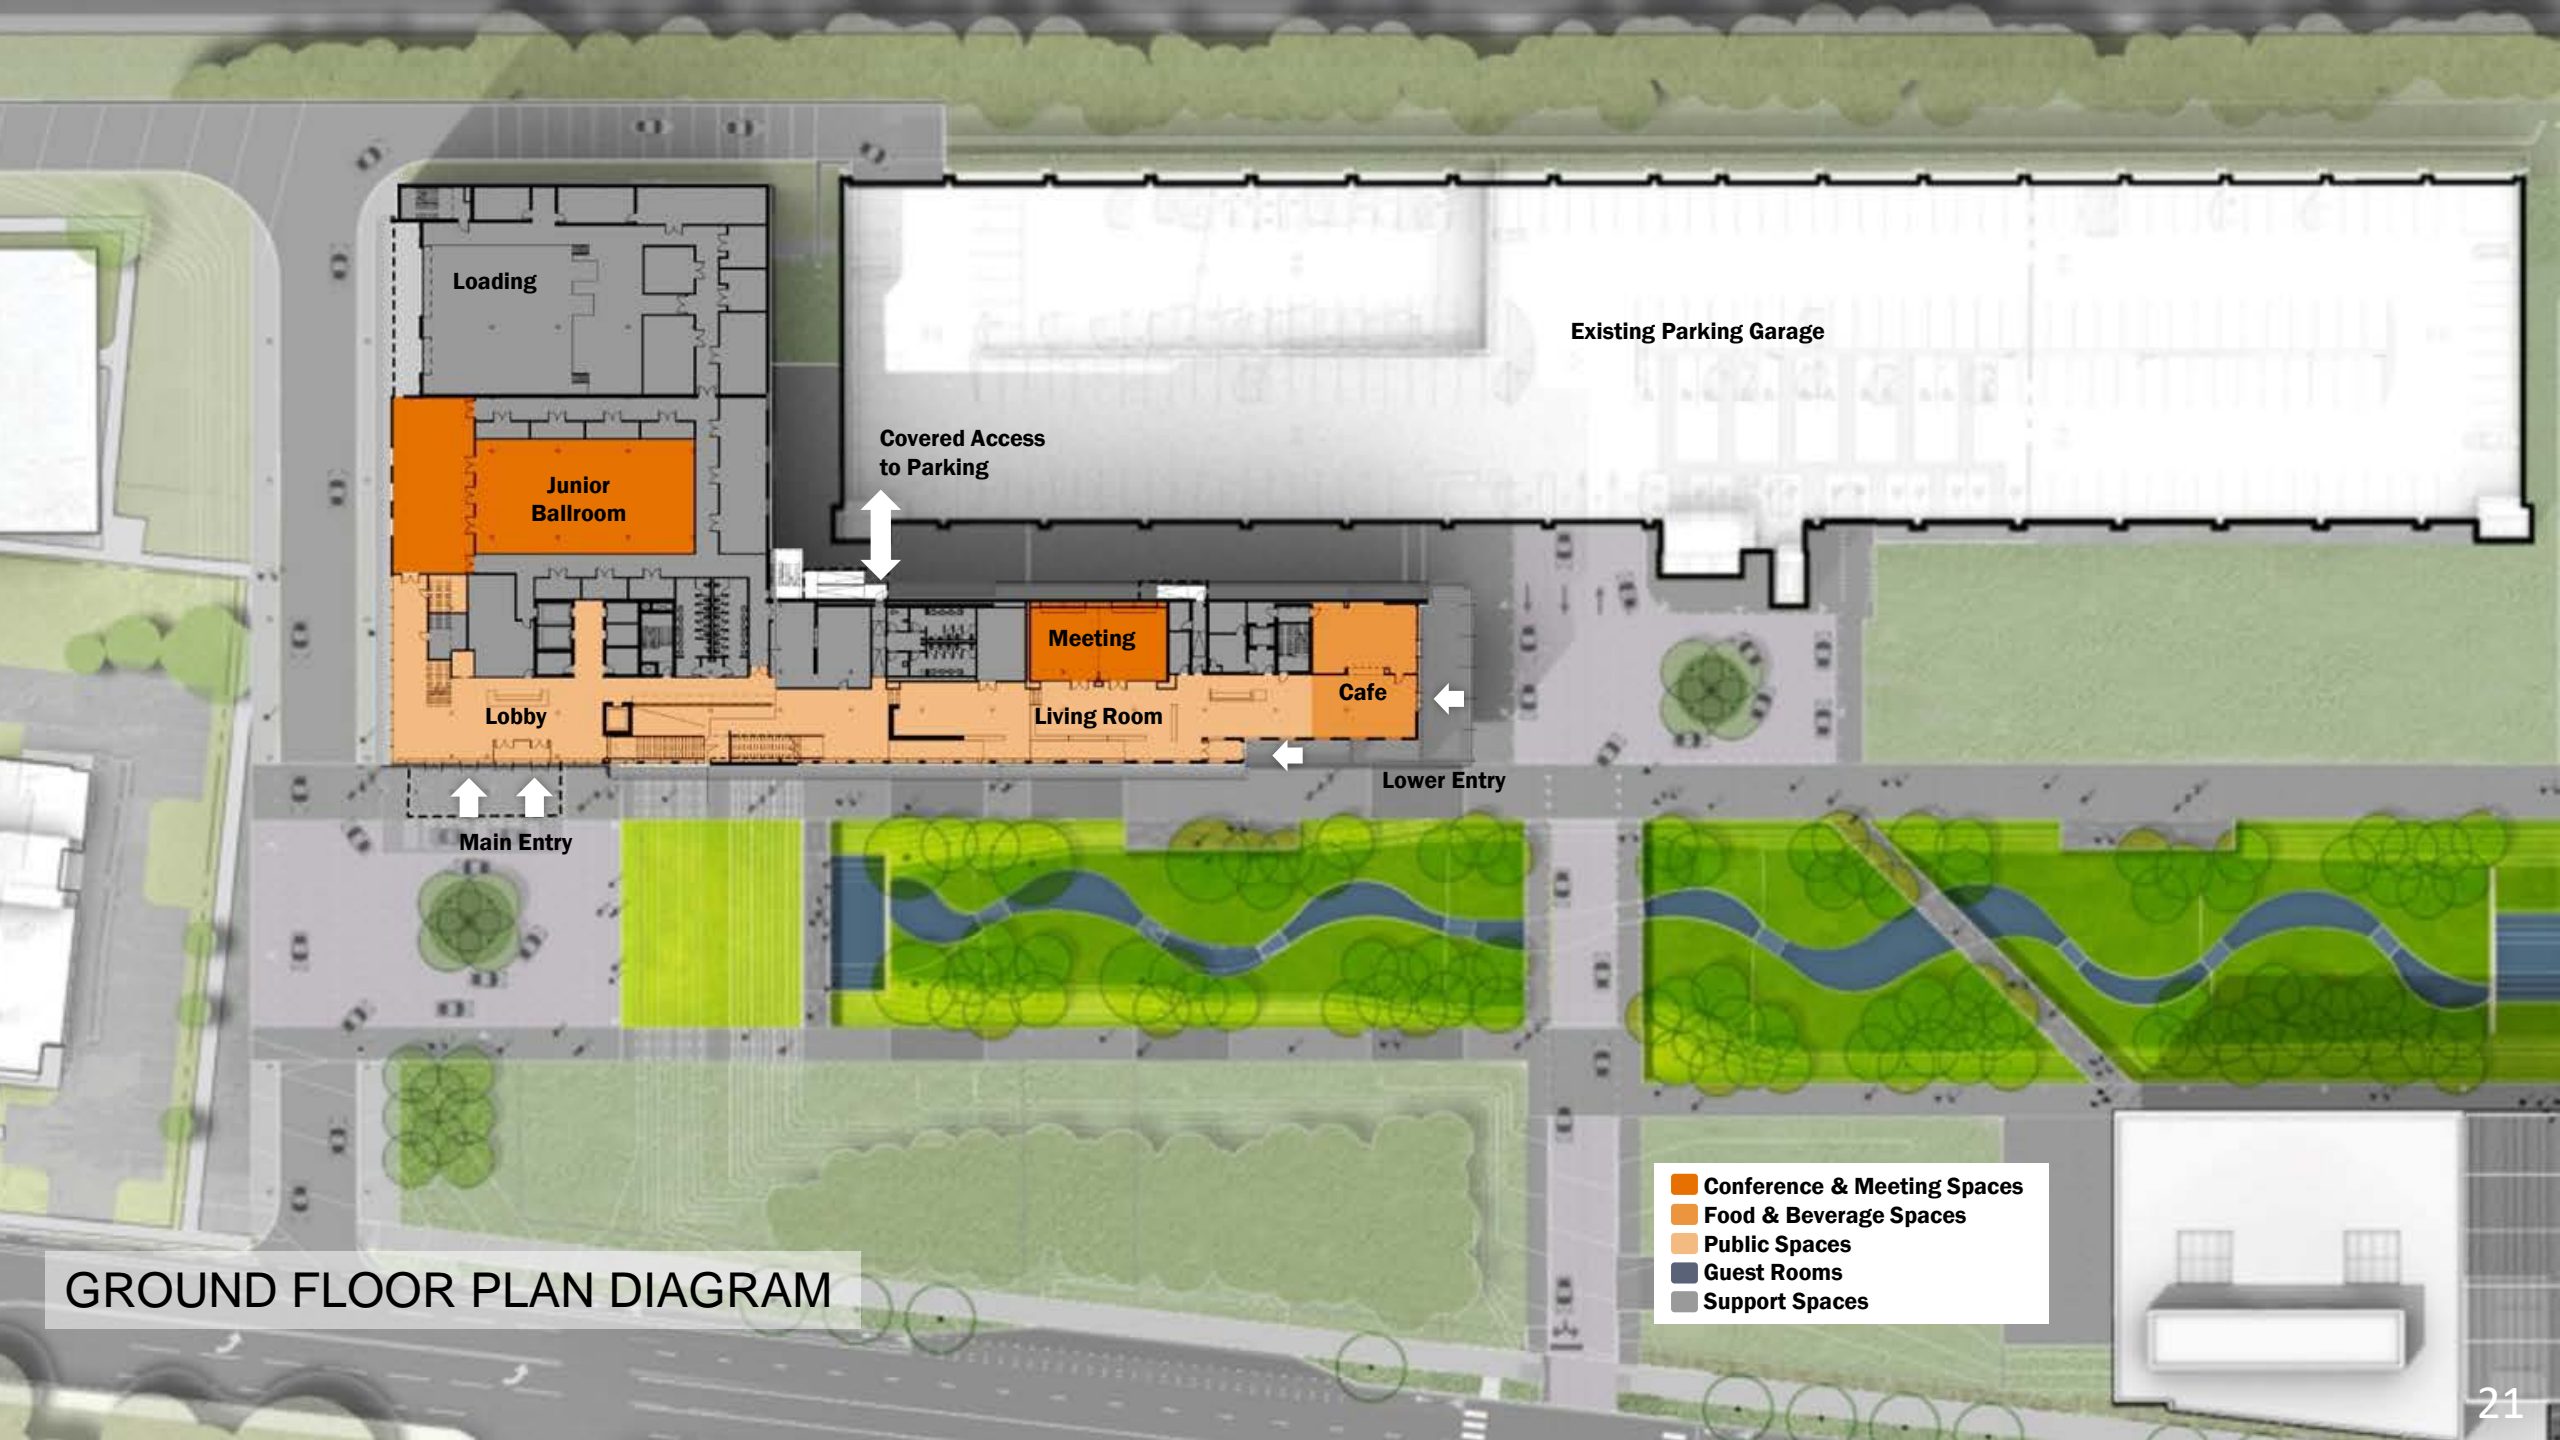 Loading
Existing Parking Garage
Covered Access
to Parking
Junior
Ballroom
Meeting
Cafe
Lobby
Living Room
Lower Entry
Main Entry
Conference & Meeting Spaces
Food & Beverage Spaces
Public Spaces
Guest Rooms
Support Spaces
GROUND FLOOR PLAN DIAGRAM
21